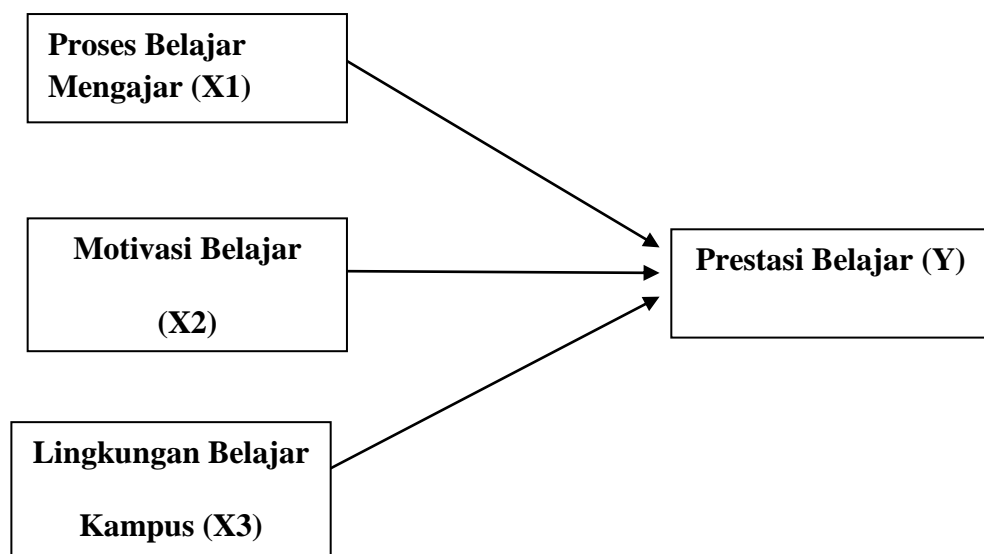 Proses Belajar
Mengajar (X1)
Motivasi Belajar
(X2)
Prestasi Belajar (Y)
Lingkungan Belajar
Kampus (X3)